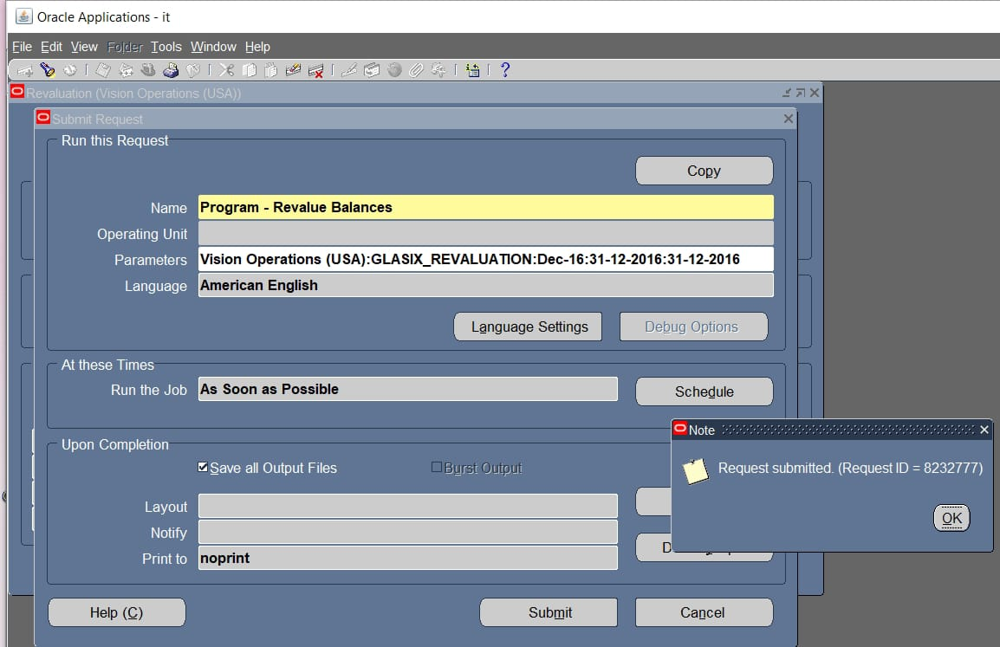 Oracle Applications - it
File Edit View Folder Tools Window Help
Revaluation (Vision Operations (USA))
Submit Request
Run this Request
Copy
Name Program - Revalue Balances
Operating Unit
Parameters Vision Operations (USA):GLASIX_REVALUATION:Dec-16:31-12-2016:31-12-2016
Language American English
Language Settings Debug Options
At these Times
Run the Job As Soon as Possible Schedule
Note
Upon Completion
Save all Output Files Burst Output
Request submitted. (Request ID = 8232777)
Layout
OK
Notify
Print to noprint
Help (C) Submit Cancel